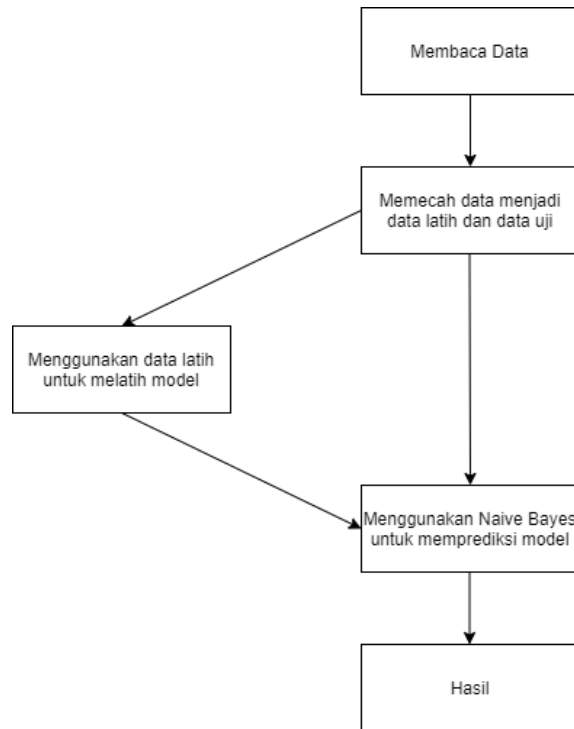 Membaca Data
Memecah data menjadi
data latih dan data uji
Menggunakan data latih
untuk melatih model
Menggunakan Naive Bayes
untuk memprediksi model
Hasil